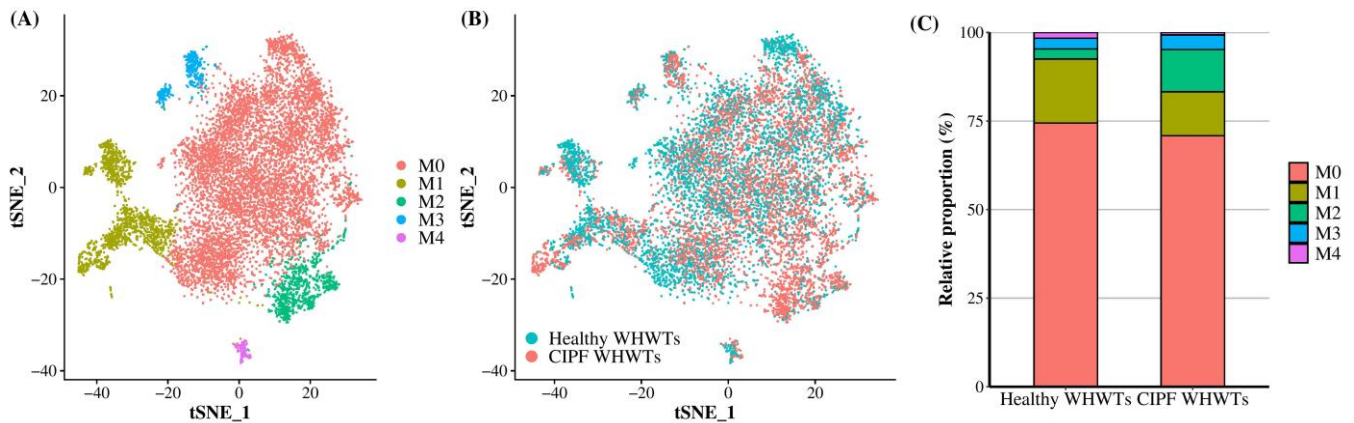 (A)
tSNE_2
20
0
−20
−40
−40
−20
0
20
tSNE_1
M0
M1
M2
M3
M4
(B)
tSNE_2
20
0
−20
−40
−40
−20
0
20
tSNE_1
Healthy WHWTs
CIPF WHWTs
(C)
Relative proportion (%)
100
75
50
25
0
Healthy WHWTs CIPF WHWTs
M0
M1
M2
M3
M4